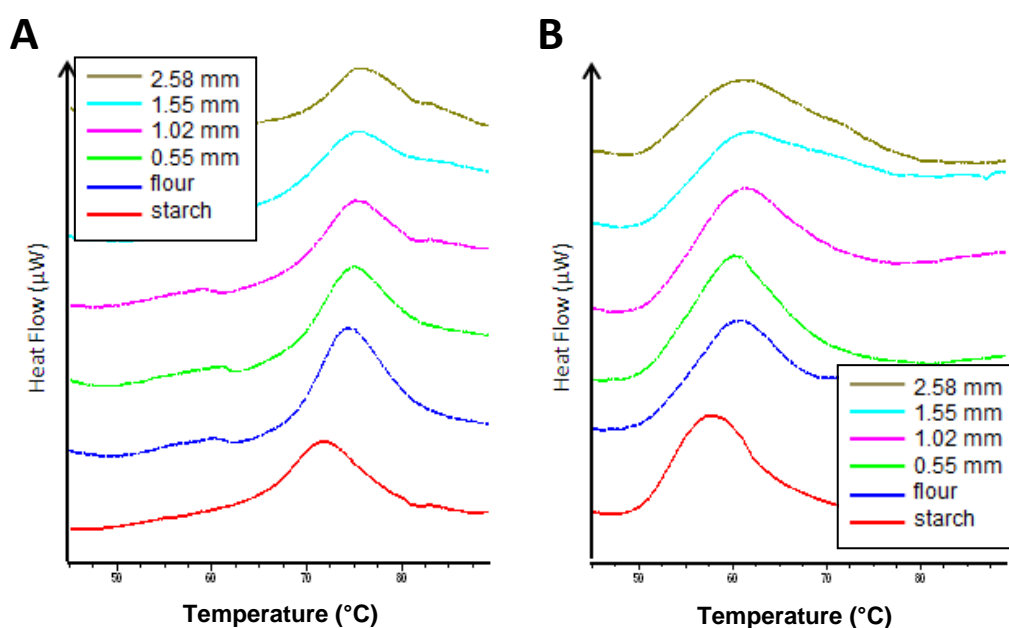 A
2.58 mm
1.55 mm
1.02 mm
0.55 mm
flour
starch
Heat Flow (µW)
50 60 70 80
Temperature (°C)
B
Heat Flow (µW)
2.58 mm
1.55 mm
1.02 mm
0.55 mm
flour
starch
50 60 70 80
Temperature (°C)